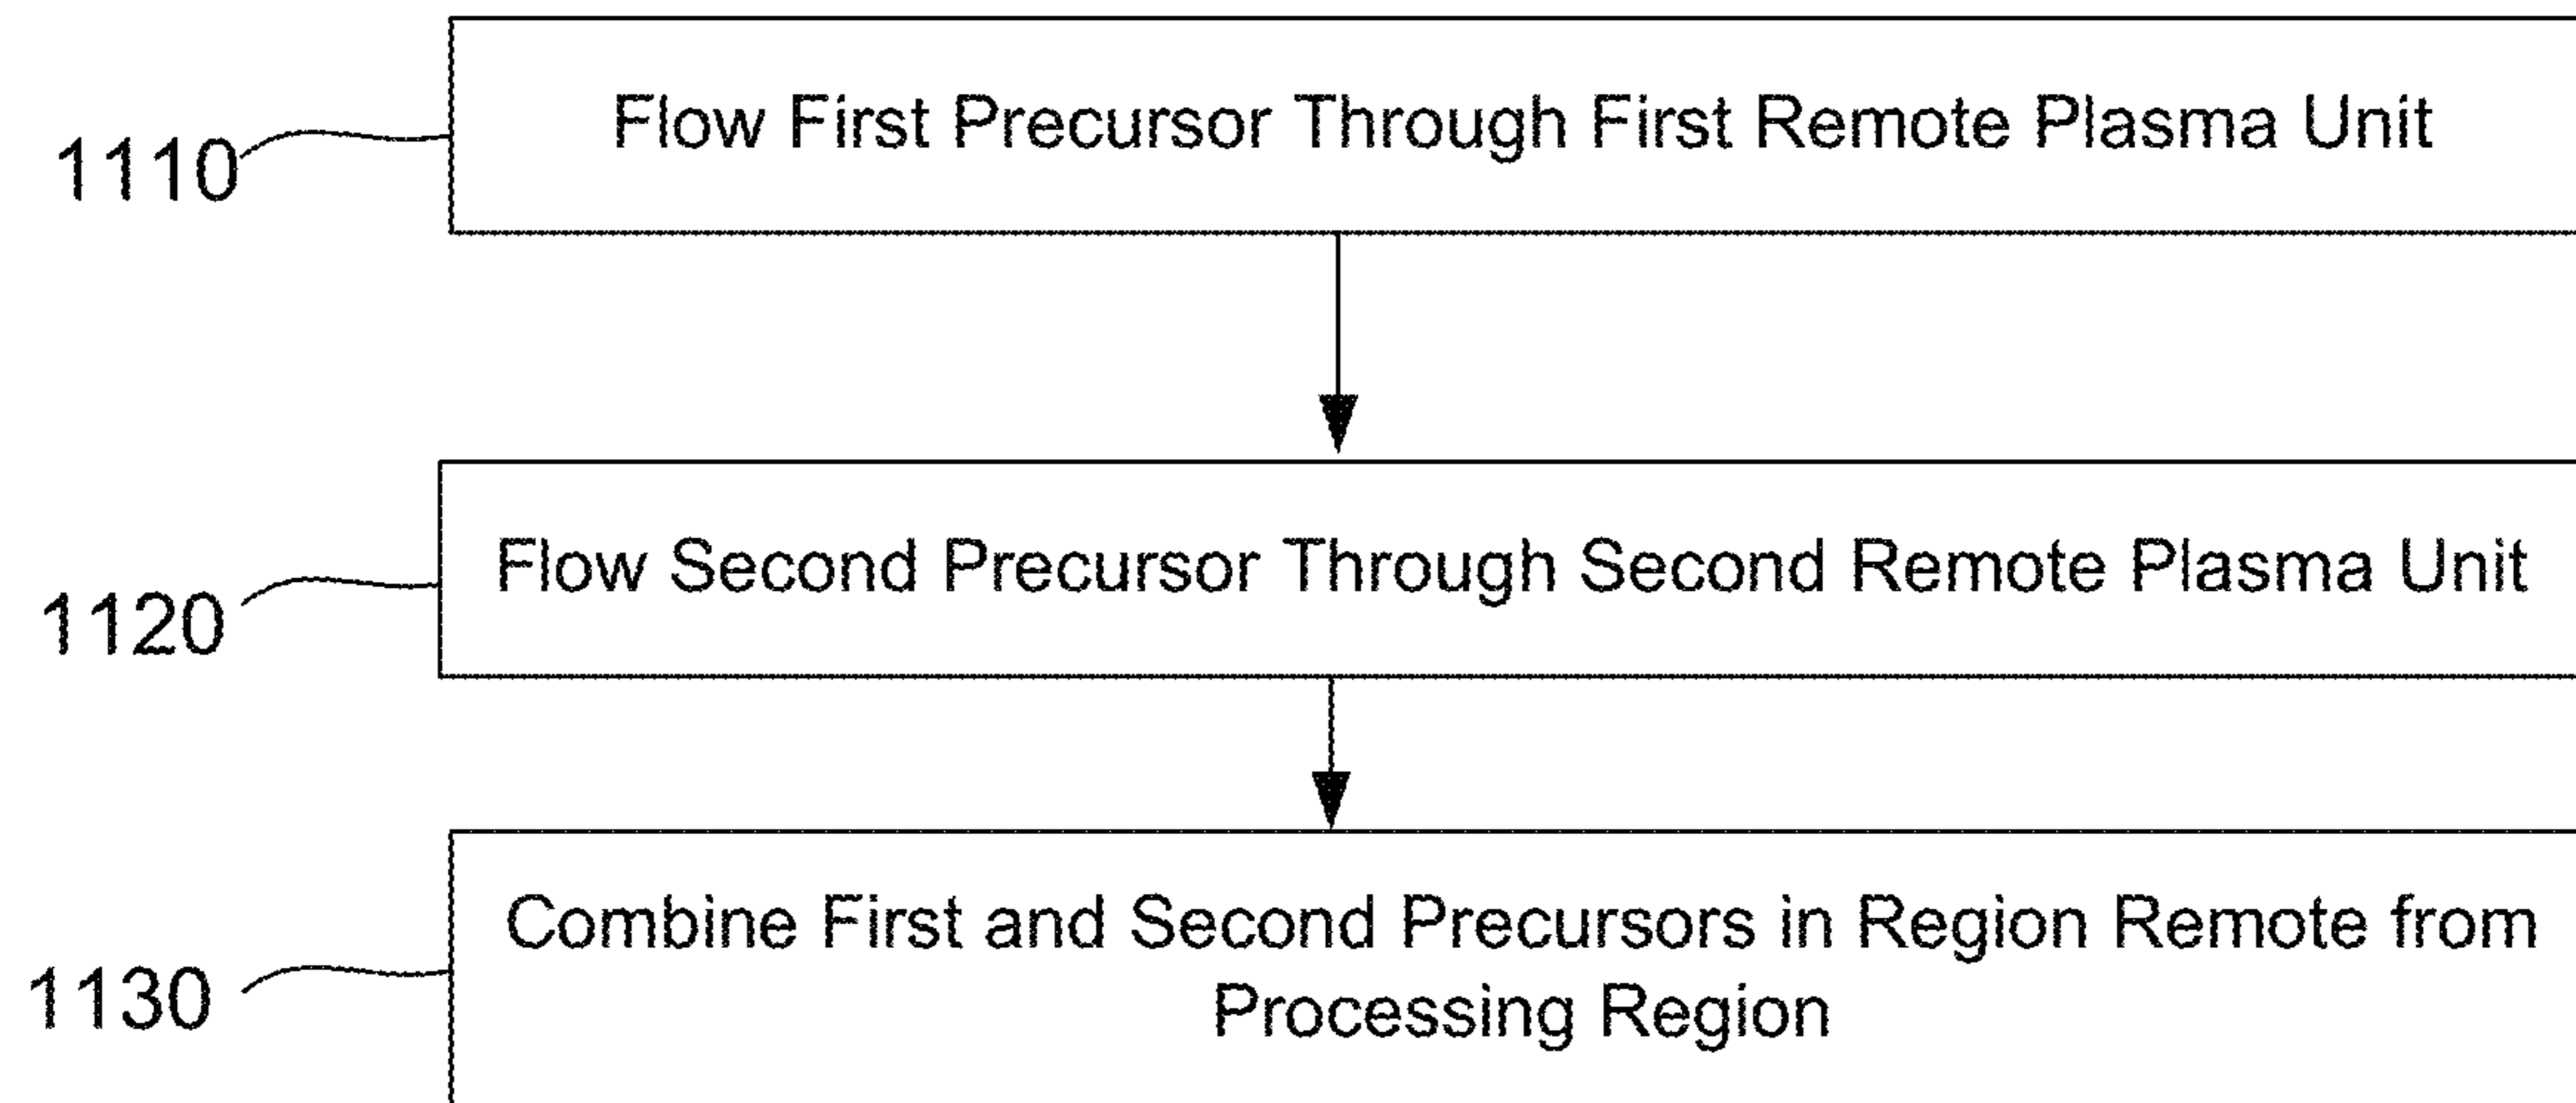 Flow First Precursor Through First Remote Plasma Unit
1110
Flow Second Precursor Through Second Remote Plasma Unit
1120
Combine First and Second Precursors in Region Remote from
Processing Region
1130